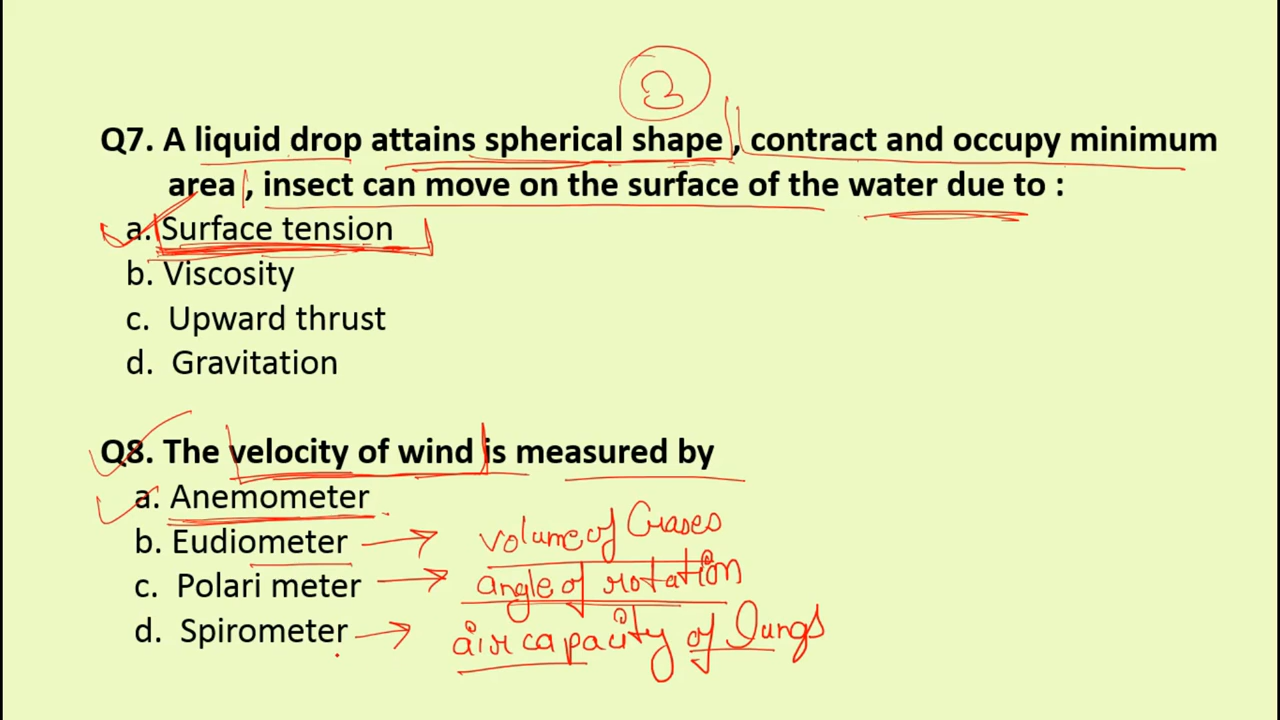 Q7. A liquid drop attains spherical shape , contract and occupy minimum
area , insect can move on the surface of the water due to :
a. Surface tension
b. Viscosity
c. Upward thrust
d. Gravitation
Q8. The velocity of wind is measured by
a. Anemometer
b. Eudiometer → volume of Gases
c. Polari meter → angle of rotation
d. Spirometer → air capacity of lungs